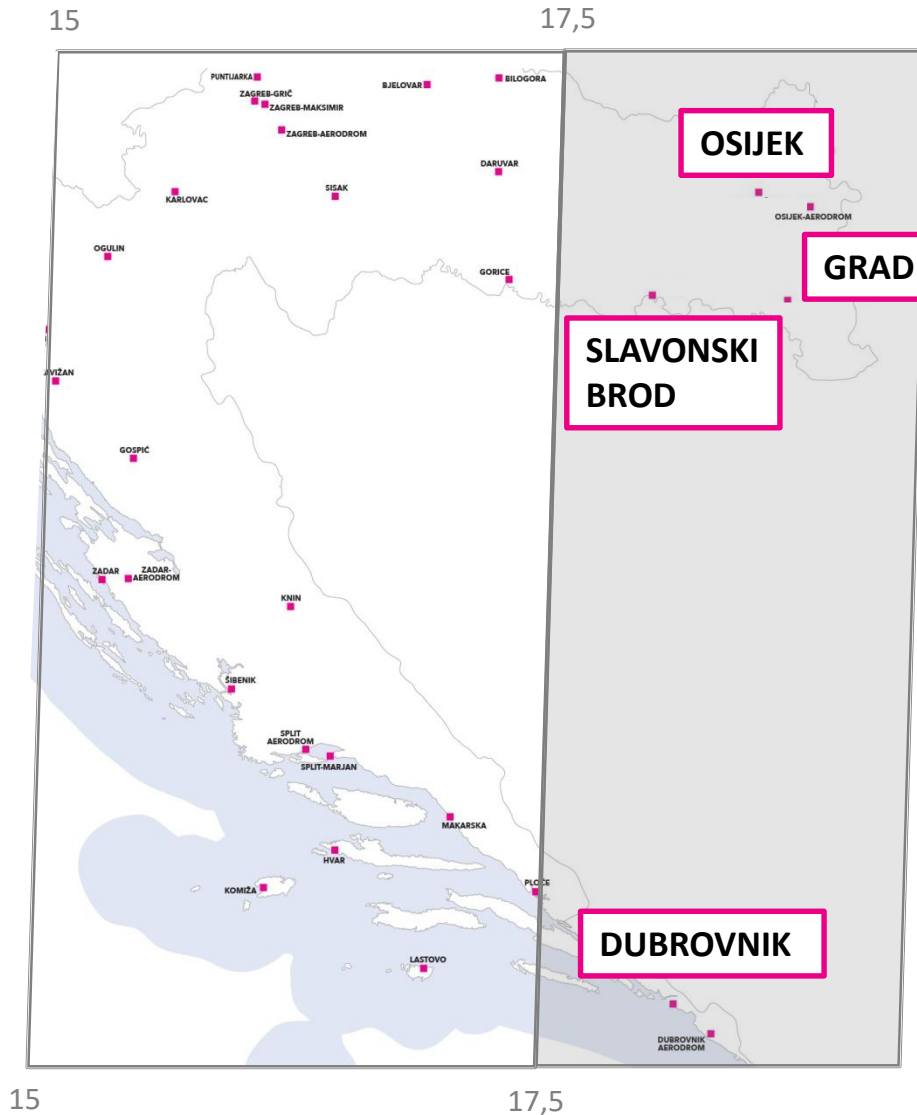 15
17,5
PUNTIJARKA
BJELOVAR
BILOGORA
ZAGREB-GRIČ
ZAGREB-MAKSIMIR
ZAGREB-AERODROM
OSIJEK
DARUVAR
KARLOVAC
SISAK
OSIJEK-AERODROM
OGULIN
GORICE
GRAD
SLAVONSKI
BROD
AVIŽAN
GOSPIĆ
ZADAR
ZADAR-
AERODROM
KNIN
ŠIBENIK
SPLIT
AERODROM
SPLIT-MARJAN
MAKARSKA
HVAR
KOMIŽA
PLOČE
DUBROVNIK
LASTOVO
DUBROVNIK
AERODROM
15
17,5